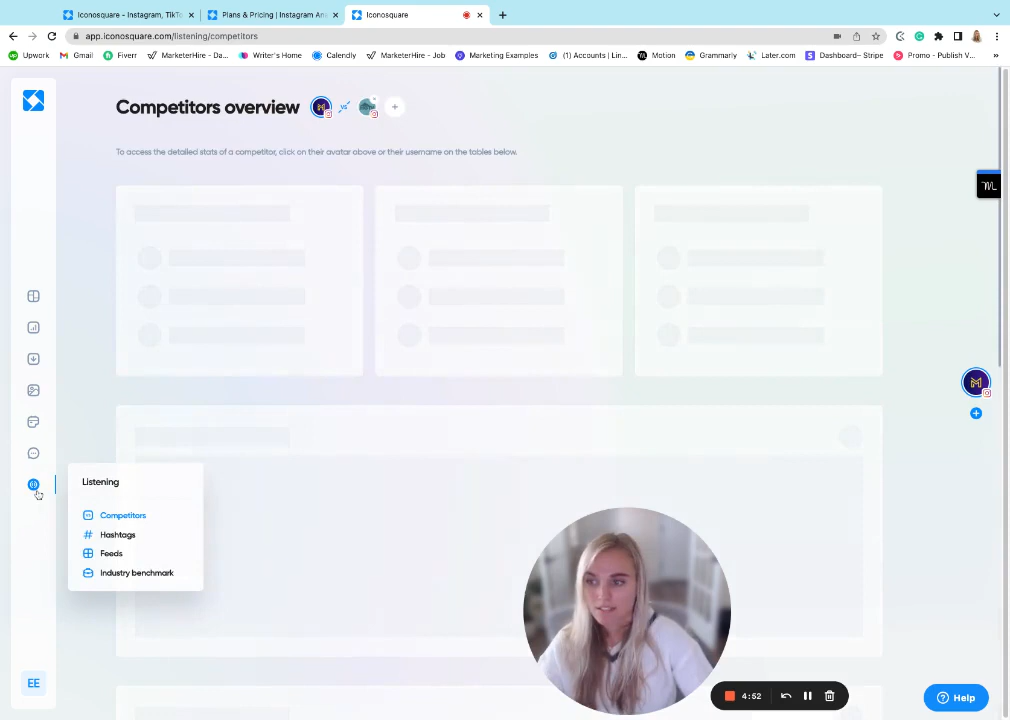 Iconosquare - Instagram, TikTo
Plans & Pricing | Instagram Ana
Iconosquare
app.iconosquare.com/listening/competitors
Upwork
Gmail
Fiverr
MarketerHire - Da...
Writer's Home
Calendly
MarketerHire - Job
Marketing Examples
(1) Accounts | Lin...
Motion
Later.com
Grammarly
Dashboard– Stripe
Promo - Publish V...
Competitors overview
VS
To access the detailed stats of a competitor, click on their avatar above or their username on the tables below.
Listening
Competitors
Hashtags
Feeds
Industry benchmark
EE
4:52
Help